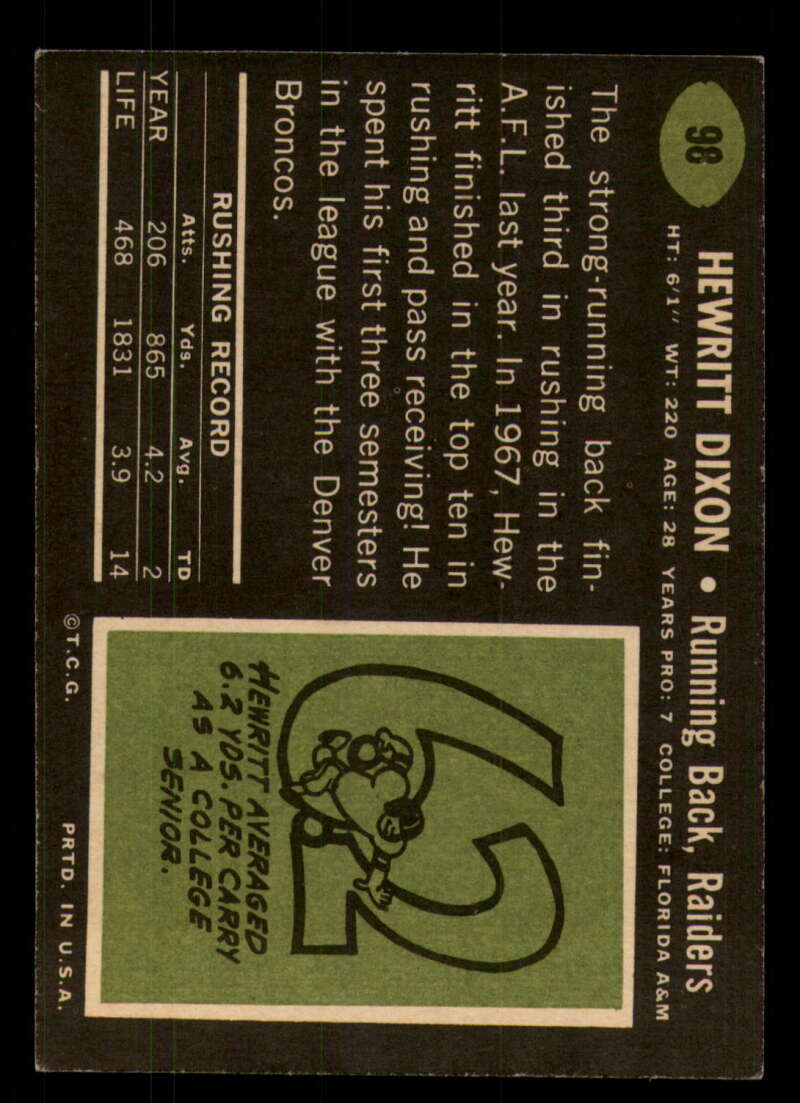 98
HEWRITT DIXON • Running Back, Raiders
HT: 6'1" WT: 220 AGE: 28 YEARS PRO: 7 COLLEGE: FLORIDA A&M
The strong-running back fin-
ished third in rushing in the
A.F.L. last year. In 1967, Hew-
ritt finished in the top ten in
rushing and pass receiving! He
spent his first three semesters
in the league with the Denver
Broncos.
RUSHING RECORD
Atts. Yds. Avg. TD
YEAR 206 865 4.2 2
LIFE 468 1831 3.9 14
6.2
HEWRITT AVERAGED
6.2 YDS. PER CARRY
AS A COLLEGE
SENIOR.
©T.C.G. PRTD. IN U.S.A.